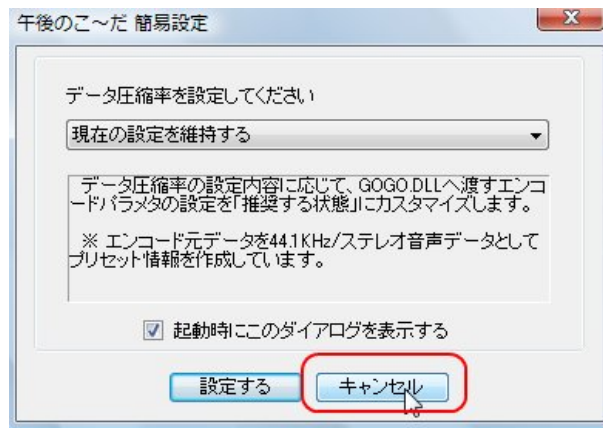 午後のこ～だ 簡易設定
データ圧縮率を設定してください
現在の設定を維持する
データ圧縮率の設定内容に応じて、GOGO.DLLへ渡すエンコ
ードパラメタの設定を「推奨する状態」にカスタマイズします。
※ エンコード元データを44.1KHz/ステレオ音声データとして
プリセット情報を作成しています。
起動時にこのダイアログを表示する
設定する
キャンセル